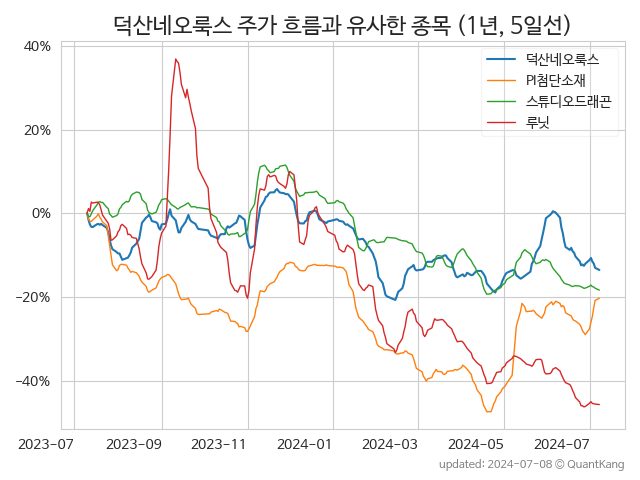 덕산네오룩스 주가 흐름과 유사한 종목 (1년, 5일선)
40%
20%
0%
−20%
−40%
덕산네오룩스
PI첨단소재
스튜디오드래곤
루닛
2023-07 2023-09 2023-11 2024-01 2024-03 2024-05 2024-07
updated: 2024-07-08 © QuantKang